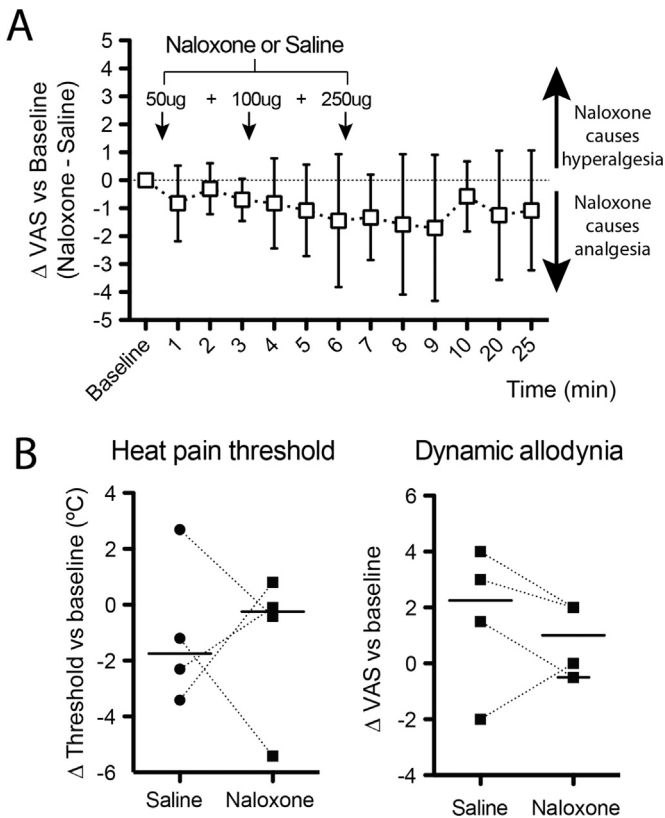 A
Naloxone or Saline
50ug + 100ug + 250ug
Δ VAS vs Baseline
(Naloxone - Saline)
5
4
3
2
1
0
-1
-2
-3
-4
-5
Naloxone
causes
hyperalgesia
Naloxone
causes
analgesia
Baseline 1 2 3 4 5 6 7 8 9 10 20 25
Time (min)
B
Heat pain threshold
Δ Threshold vs baseline (ºC)
4
2
0
-2
-4
-6
Saline Naloxone
Dynamic allodynia
Δ VAS vs baseline
6
4
2
0
-2
-4
Saline Naloxone